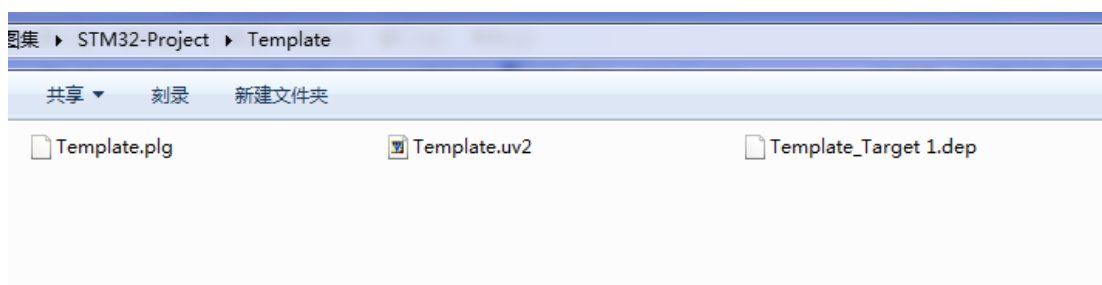 图集 ▸ STM32-Project ▸ Template
共享 ▼ 刻录 新建文件夹
Template.plg Template.uv2 Template_Target 1.dep